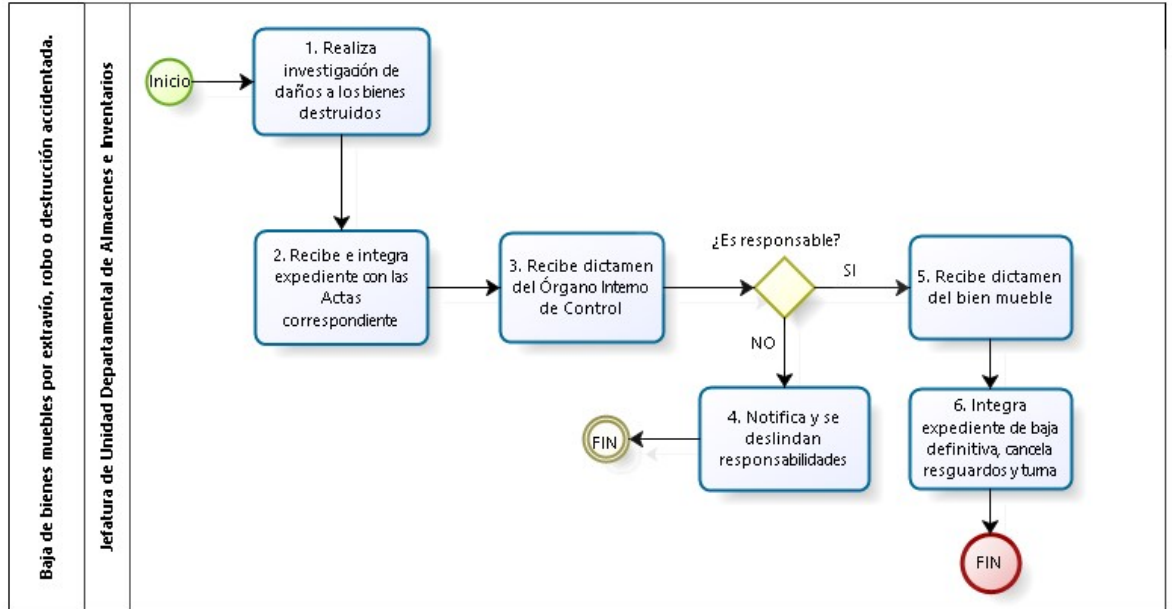 Baja de bienes muebles por extravío, robo o destrucción accidentada.
Jefatura de Unidad Departamental de Almacenes e Inventarios
Inicio
1. Realiza
investigación de
daños a los bienes
destruidos
2. Recibe e integra
expediente con las
Actas
correspondiente
3. Recibe dictamen
del Órgano Interno
de Control
¿Es responsable?
SI
NO
5. Recibe dictamen
del bien mueble
4. Notifica y se
deslindan
responsabilidades
FIN
6. Integra
expediente de baja
definitiva, cancela
resguardos y turna
FIN